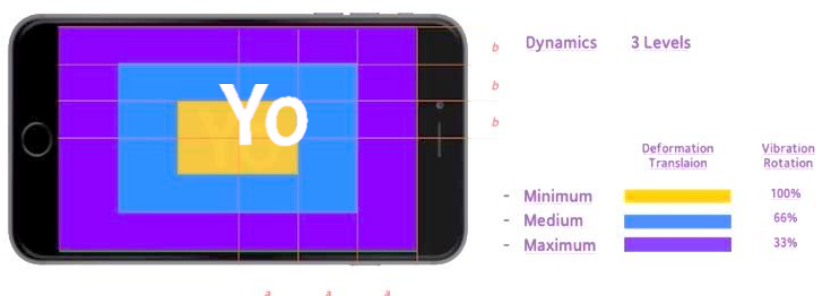 b
Dynamics 3 Levels
b
Yo
b
Deformation Translaion
Vibration Rotation
- Minimum 100%
- Medium 66%
- Maximum 33%
a a a